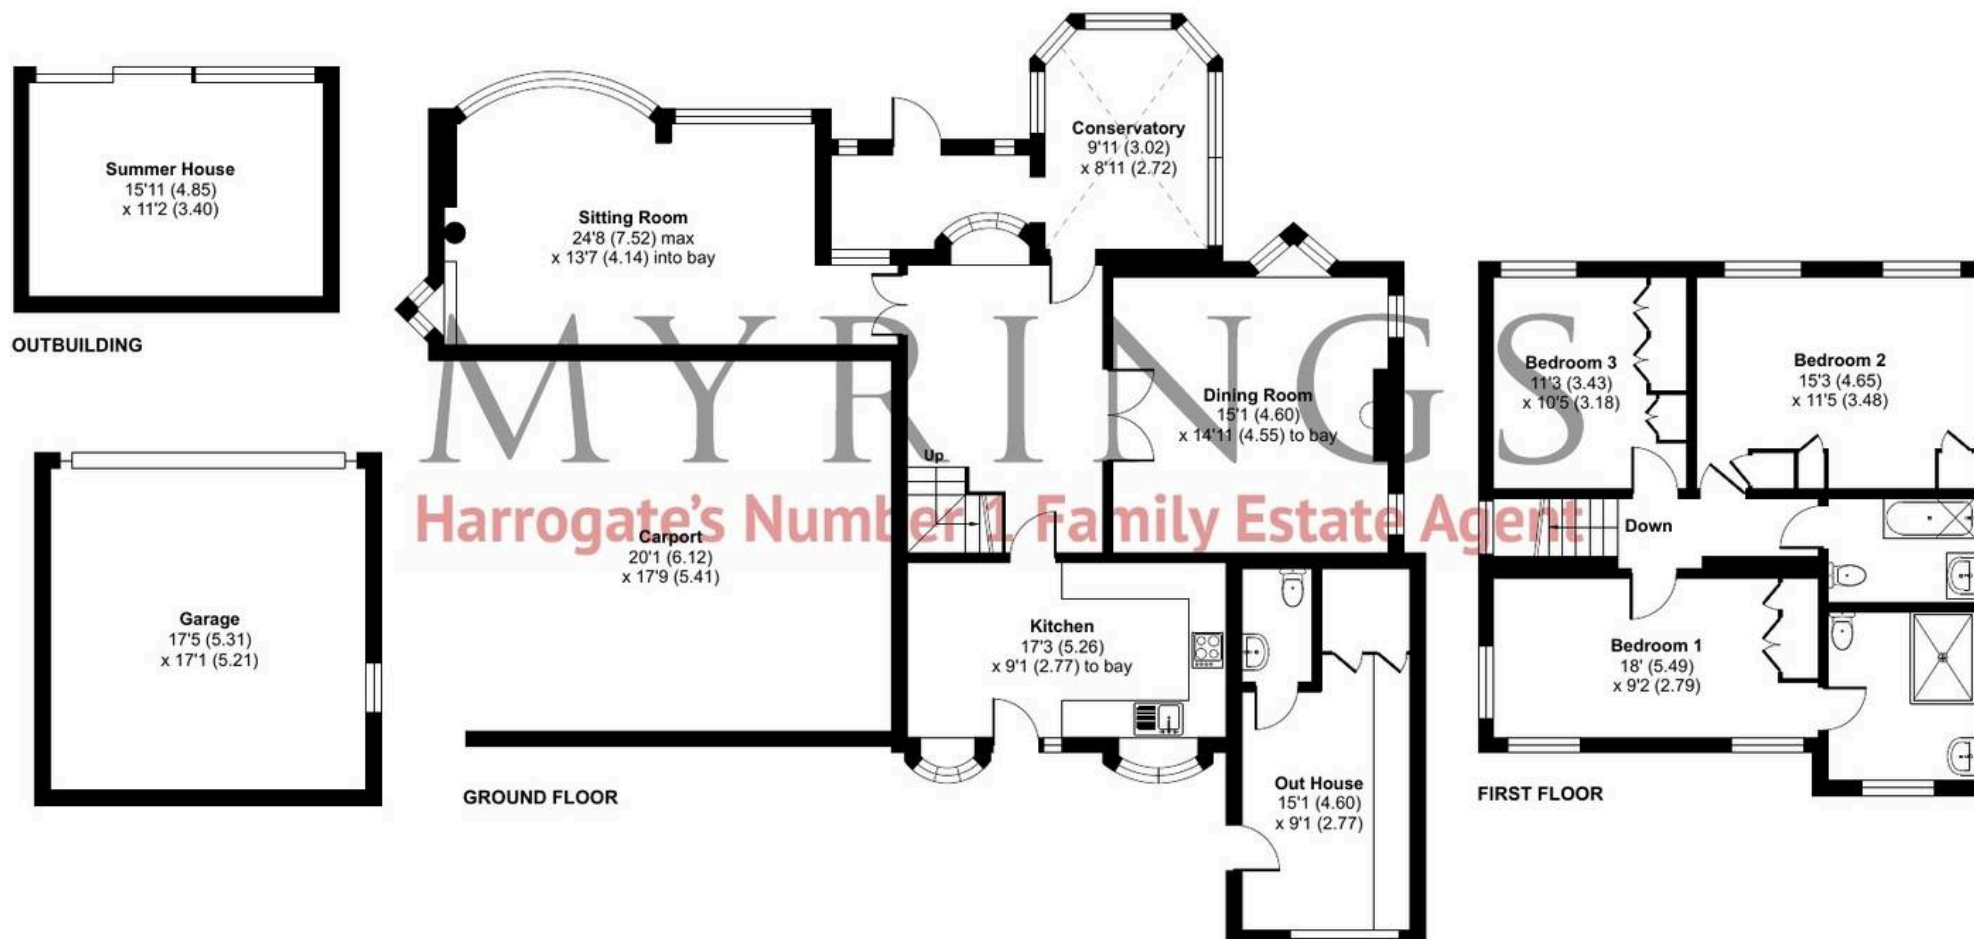 Summer House
15'11 (4.85)
x 11'2 (3.40)
OUTBUILDING
Garage
17'5 (5.31)
x 17'1 (5.21)
Sitting Room
24'8 (7.52) max
x 13'7 (4.14) into bay
Conservatory
9'11 (3.02)
x 8'11 (2.72)
Dining Room
15'1 (4.60)
x 14'11 (4.55) to bay
Up
Carport
20'1 (6.12)
x 17'9 (5.41)
Kitchen
17'3 (5.26)
x 9'1 (2.77) to bay
Out House
15'1 (4.60)
x 9'1 (2.77)
GROUND FLOOR
Bedroom 3
11'3 (3.43)
x 10'5 (3.18)
Bedroom 2
15'3 (4.65)
x 11'5 (3.48)
Down
Bedroom 1
18' (5.49)
x 9'2 (2.79)
FIRST FLOOR
MYRINGS
Harrogate's Number 1 Family Estate Agent